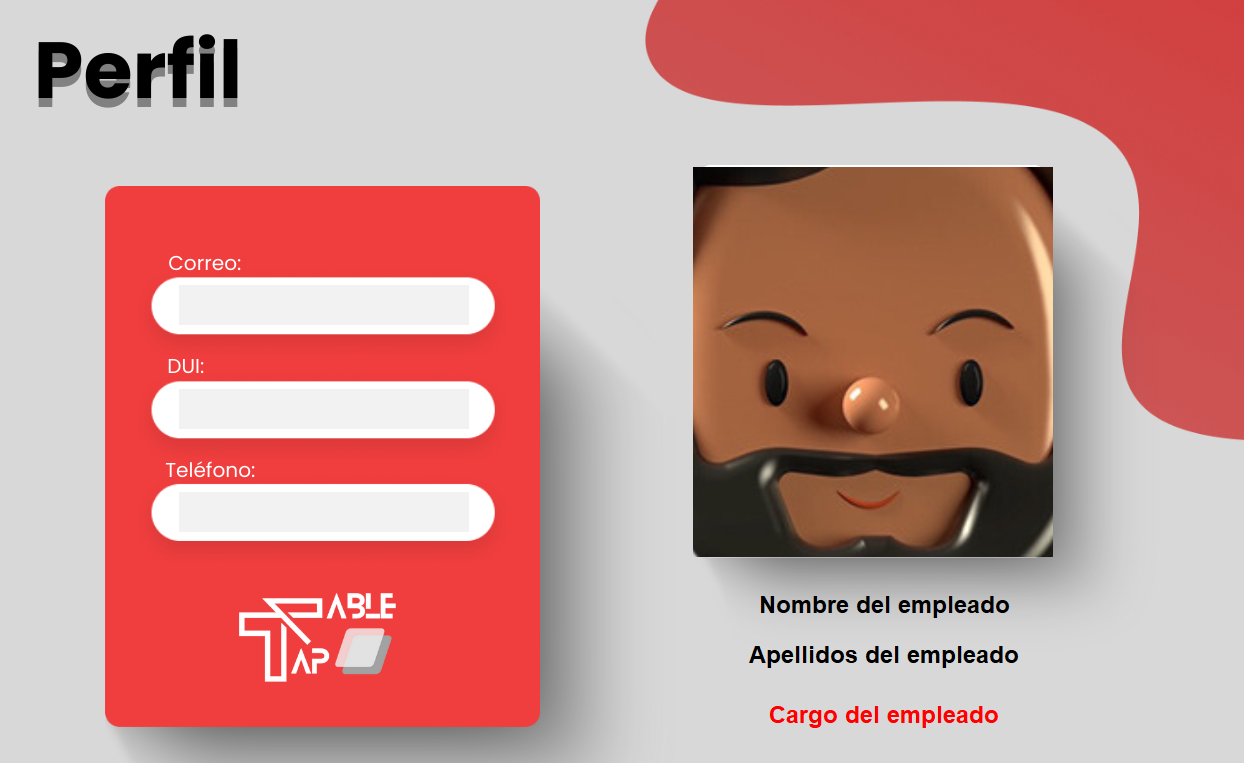 Perfil
Correo:
DUI:
Teléfono:
TABLE
TAP
Nombre del empleado
Apellidos del empleado
Cargo del empleado